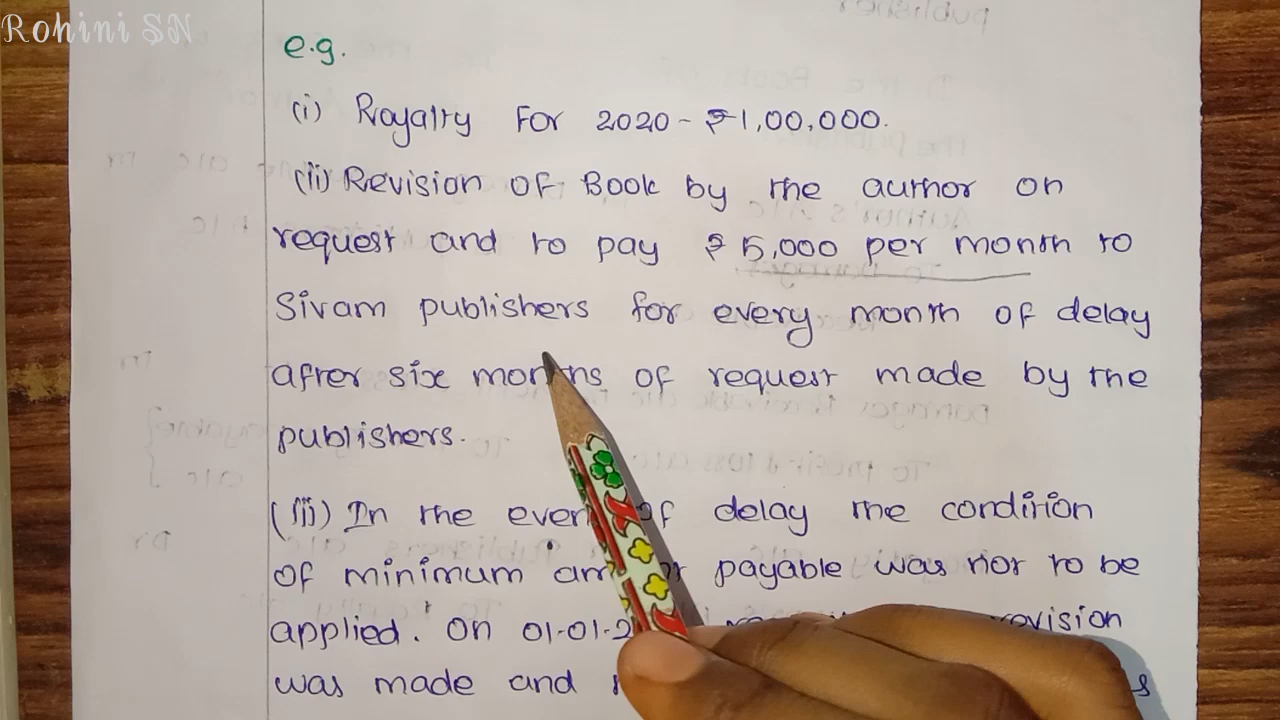 Rohini SN
e.g.
(i) Royalty For 2020 - ₹1,00,000.
(ii) Revision of Book by the author on
request and to pay ₹5,000 per month to
Sivam publishers for every month of delay
after six months of request made by the
publishers.
(iii) In the event of delay the condition
of minimum payable was not to be
applied. On 01-01-2 revision
was made and